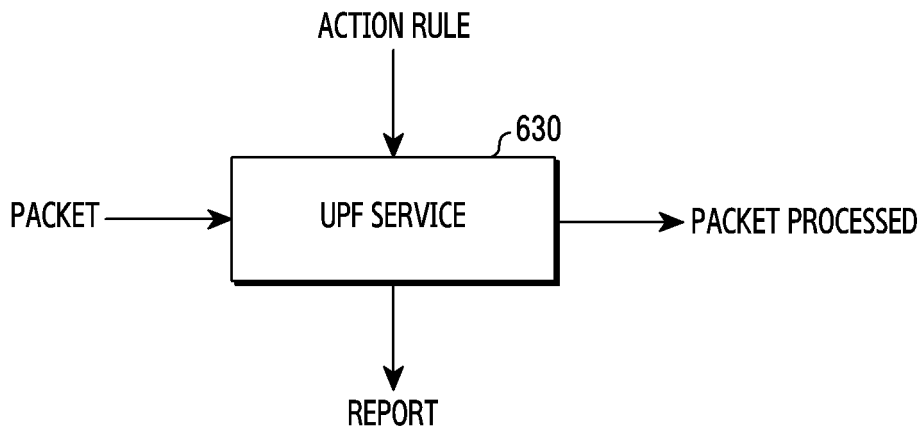 ACTION RULE
630
PACKET
UPF SERVICE
PACKET PROCESSED
REPORT